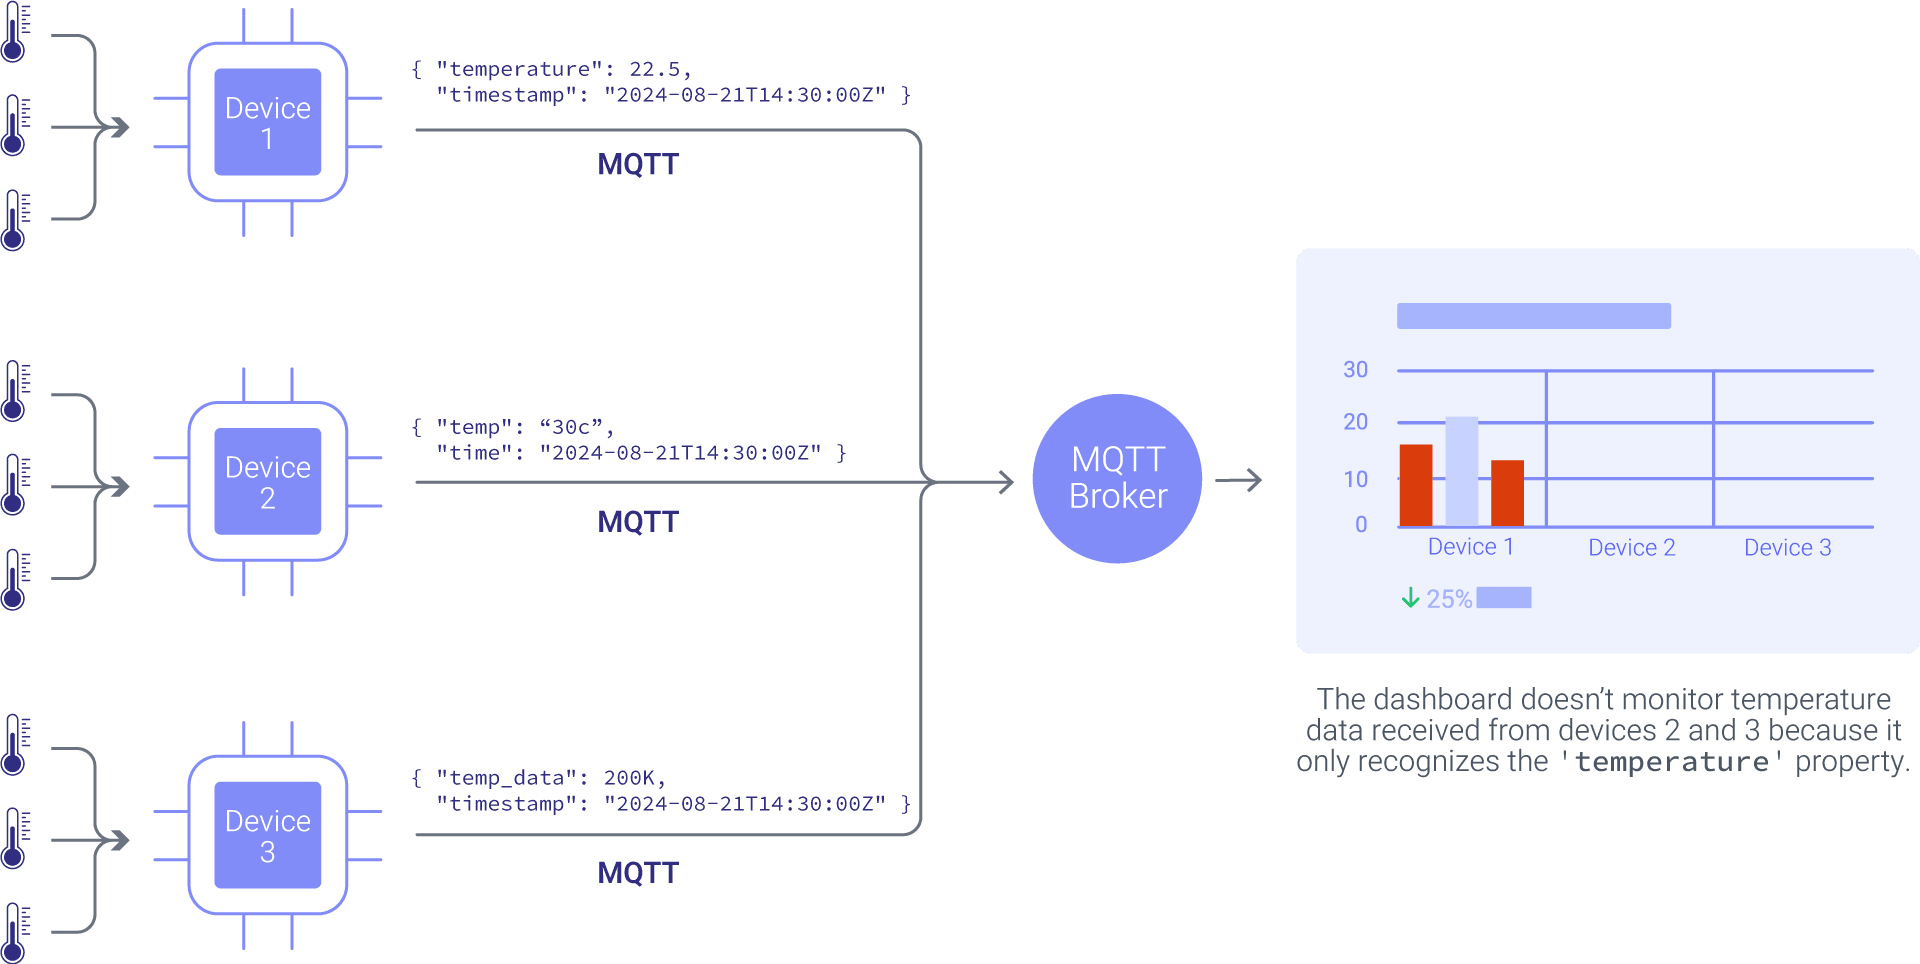 Device
1
{ "temperature": 22.5,
"timestamp": "2024-08-21T14:30:00Z" }
MQTT
Device
2
{ "temp": “30c”,
"time": "2024-08-21T14:30:00Z" }
MQTT
Device
3
{ "temp_data": 200K,
"timestamp": "2024-08-21T14:30:00Z" }
MQTT
MQTT
Broker
30
20
10
0
Device 1
Device 2
Device 3
25%
The dashboard doesn’t monitor temperature
data received from devices 2 and 3 because it
only recognizes the 'temperature' property.